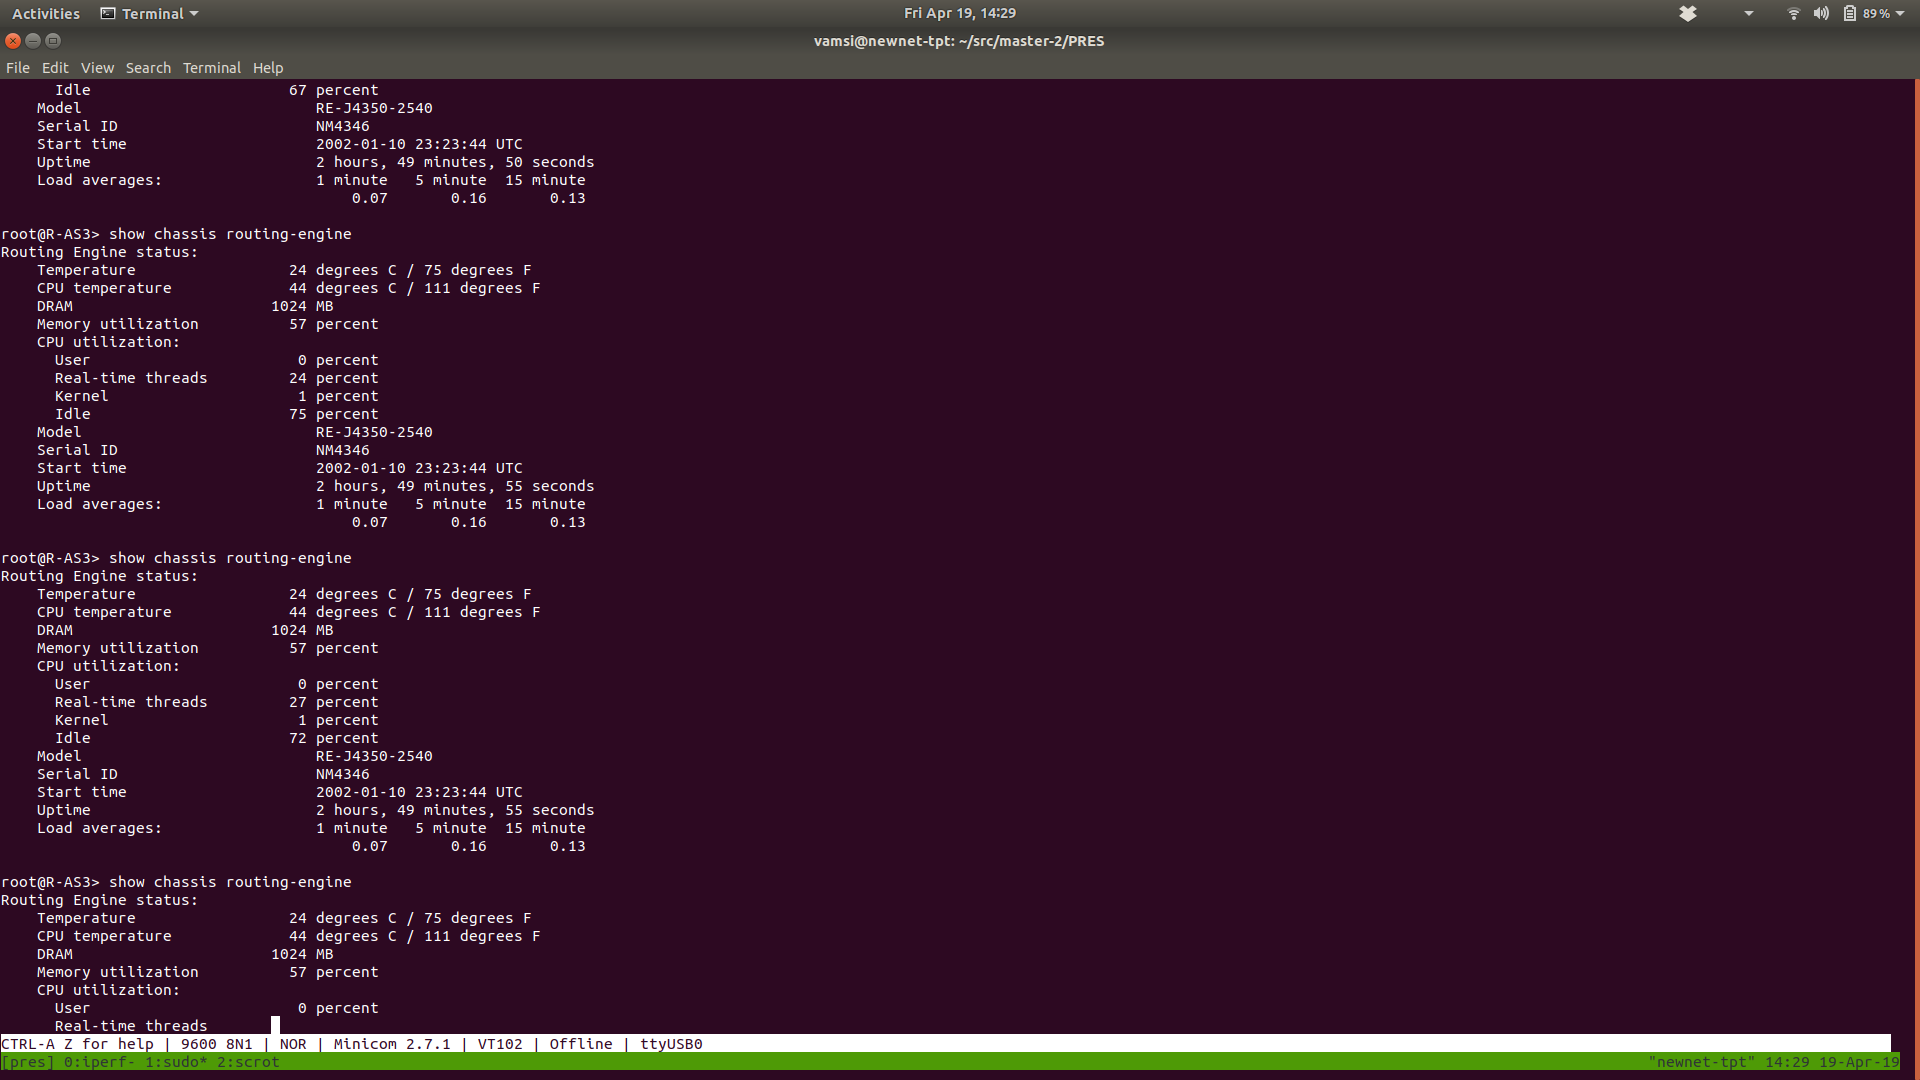 Activities Terminal Fri Apr 19, 14:29 89 %
vamsi@newnet-tpt: ~/src/master-2/PRES
File Edit View Search Terminal Help
      Idle                      67 percent
    Model                          RE-J4350-2540
    Serial ID                      NM4346
    Start time                     2002-01-10 23:23:44 UTC
    Uptime                         2 hours, 49 minutes, 50 seconds
    Load averages:                 1 minute   5 minute  15 minute
                                       0.07       0.16       0.13
root@R-AS3> show chassis routing-engine
Routing Engine status:
    Temperature                 24 degrees C / 75 degrees F
    CPU temperature             44 degrees C / 111 degrees F
    DRAM                      1024 MB
    Memory utilization          57 percent
    CPU utilization:
      User                       0 percent
      Real-time threads         24 percent
      Kernel                     1 percent
      Idle                      75 percent
    Model                          RE-J4350-2540
    Serial ID                      NM4346
    Start time                     2002-01-10 23:23:44 UTC
    Uptime                         2 hours, 49 minutes, 55 seconds
    Load averages:                 1 minute   5 minute  15 minute
                                       0.07       0.16       0.13
root@R-AS3> show chassis routing-engine
Routing Engine status:
    Temperature                 24 degrees C / 75 degrees F
    CPU temperature             44 degrees C / 111 degrees F
    DRAM                      1024 MB
    Memory utilization          57 percent
    CPU utilization:
      User                       0 percent
      Real-time threads         27 percent
      Kernel                     1 percent
      Idle                      72 percent
    Model                          RE-J4350-2540
    Serial ID                      NM4346
    Start time                     2002-01-10 23:23:44 UTC
    Uptime                         2 hours, 49 minutes, 55 seconds
    Load averages:                 1 minute   5 minute  15 minute
                                       0.07       0.16       0.13
root@R-AS3> show chassis routing-engine
Routing Engine status:
    Temperature                 24 degrees C / 75 degrees F
    CPU temperature             44 degrees C / 111 degrees F
    DRAM                      1024 MB
    Memory utilization          57 percent
    CPU utilization:
      User                       0 percent
      Real-time threads
CTRL-A Z for help | 9600 8N1 | NOR | Minicom 2.7.1 | VT102 | Offline | ttyUSB0
[pres] 0:iperf- 1:sudo* 2:scrot "newnet-tpt" 14:29 19-Apr-19